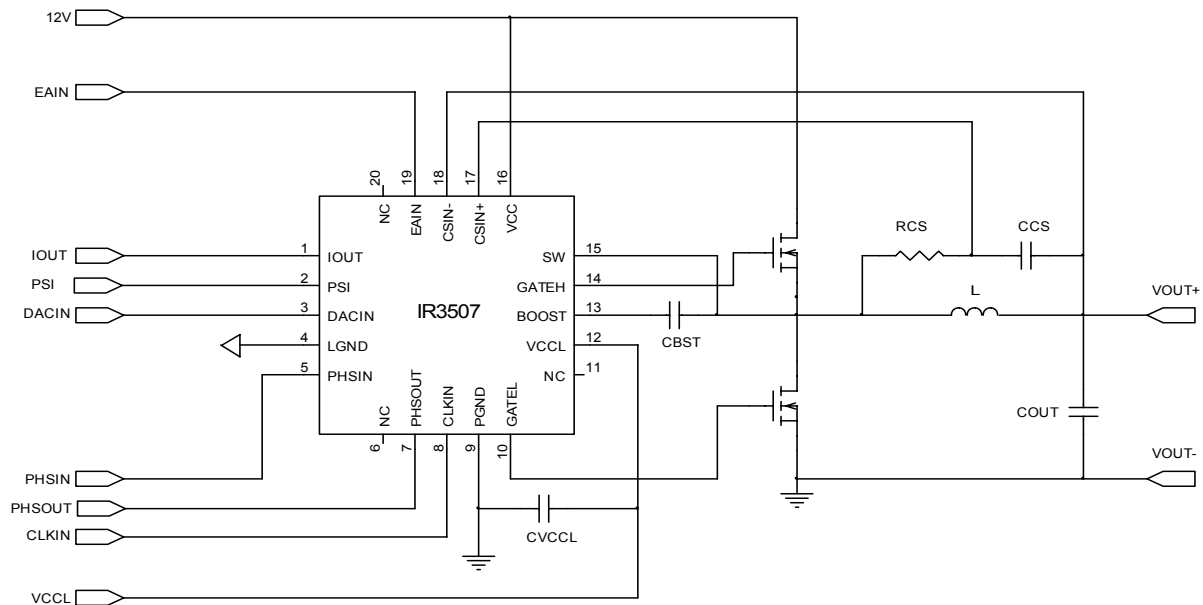 12V
EAIN
20
19
18
17
16
NC
EAIN
CSIN-
CSIN+
VCC
RCS
CCS
IOUT
1
IOUT
SW
15
PSI
2
PSI
GATEH
14
L
VOUT+
DACIN
3
DACIN
IR3507
BOOST
13
CBST
4
LGND
VCCL
12
5
PHSIN
NC
11
NC
PHSOUT
CLKIN
PGND
GATEL
COUT
6
7
8
9
10
VOUT-
PHSIN
PHSOUT
CLKIN
CVCCL
VCCL